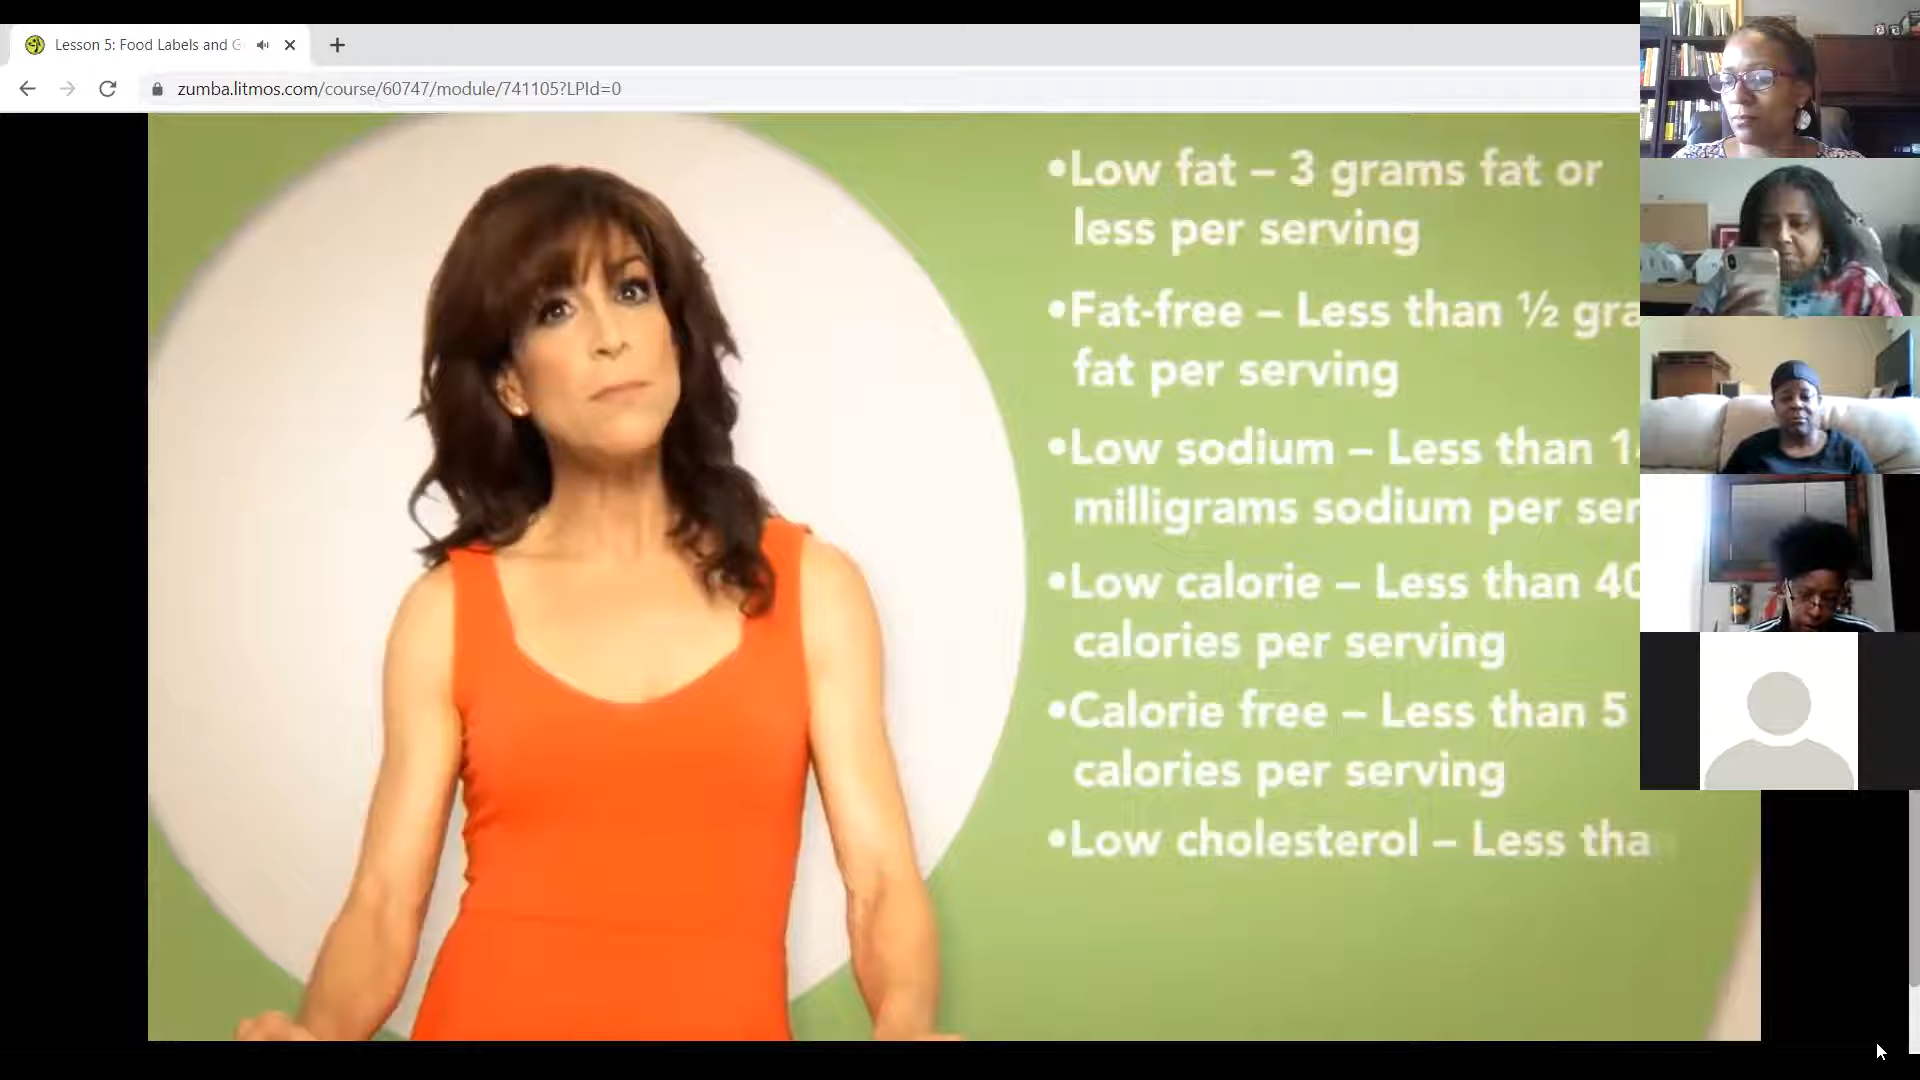 Lesson 5: Food Labels and G
zumba.litmos.com/course/60747/module/741105?LPId=0
•Low fat – 3 grams fat or
less per serving
•Fat-free – Less than ½ gra
fat per serving
•Low sodium – Less than 1
milligrams sodium per ser
•Low calorie – Less than 40
calories per serving
•Calorie free – Less than 5
calories per serving
•Low cholesterol – Less tha